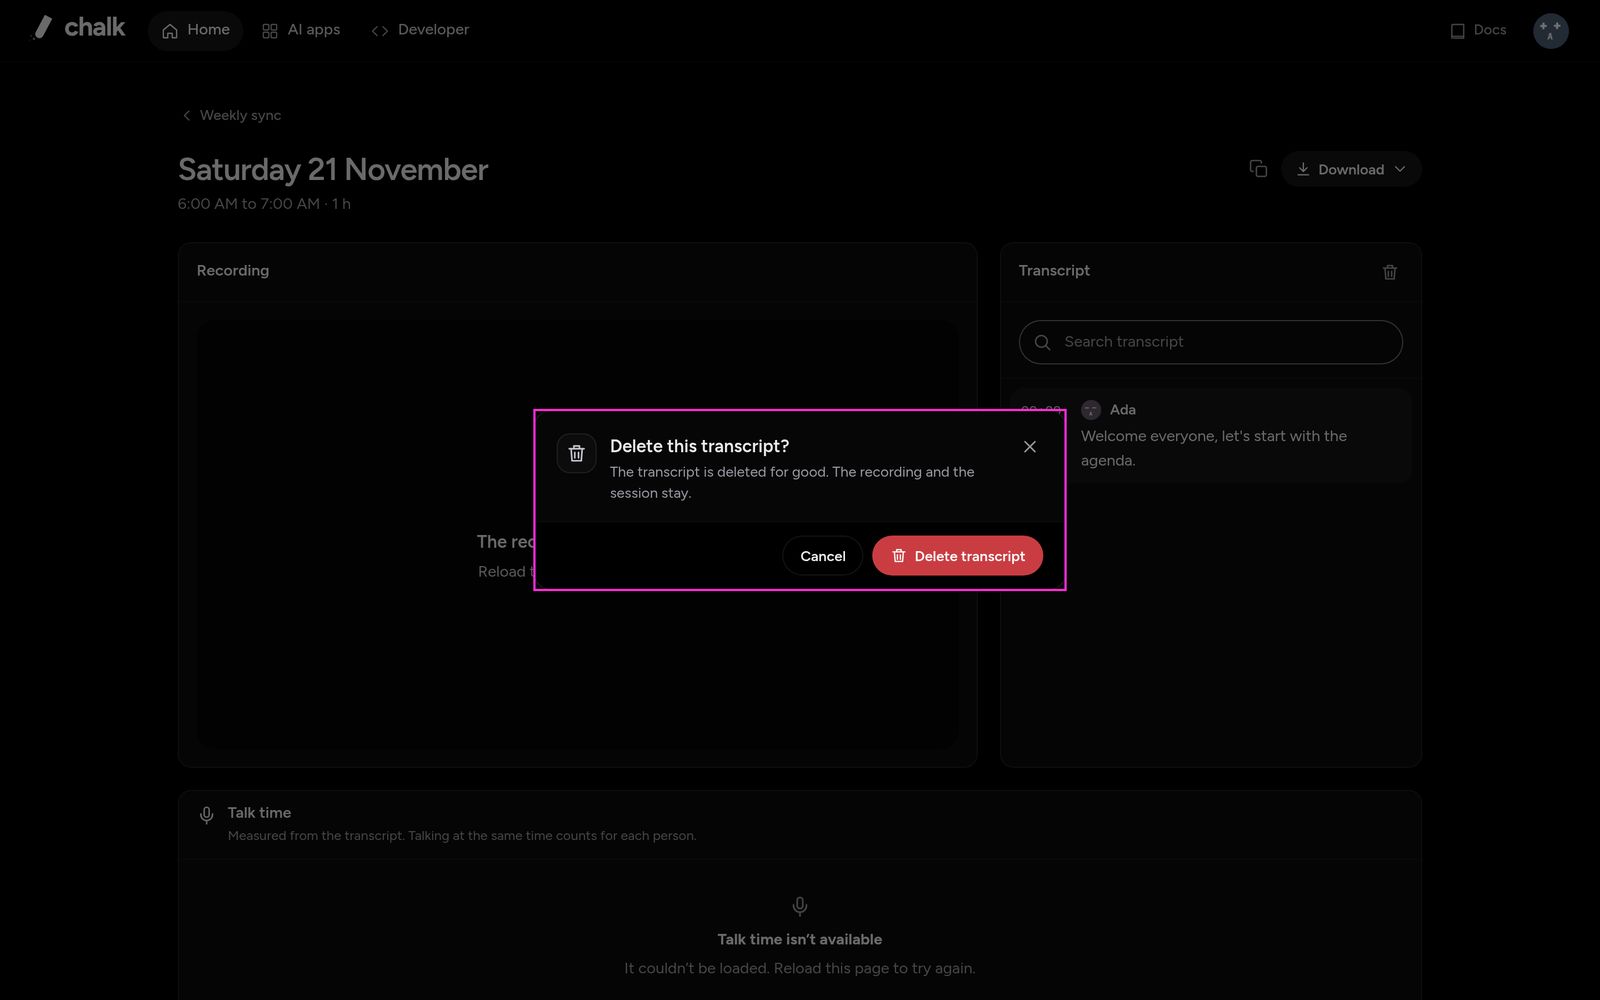 chalk
Home
AI apps
Developer
Docs
Weekly sync
Saturday 21 November
6:00 AM to 7:00 AM · 1 h
Download
Recording
Transcript
Search transcript
Ada
Welcome everyone, let's start with the
agenda.
Delete this transcript?
The transcript is deleted for good. The recording and the
session stay.
Cancel
Delete transcript
The
Reload
Talk time
Measured from the transcript. Talking at the same time counts for each person.
Talk time isn’t available
It couldn’t be loaded. Reload this page to try again.